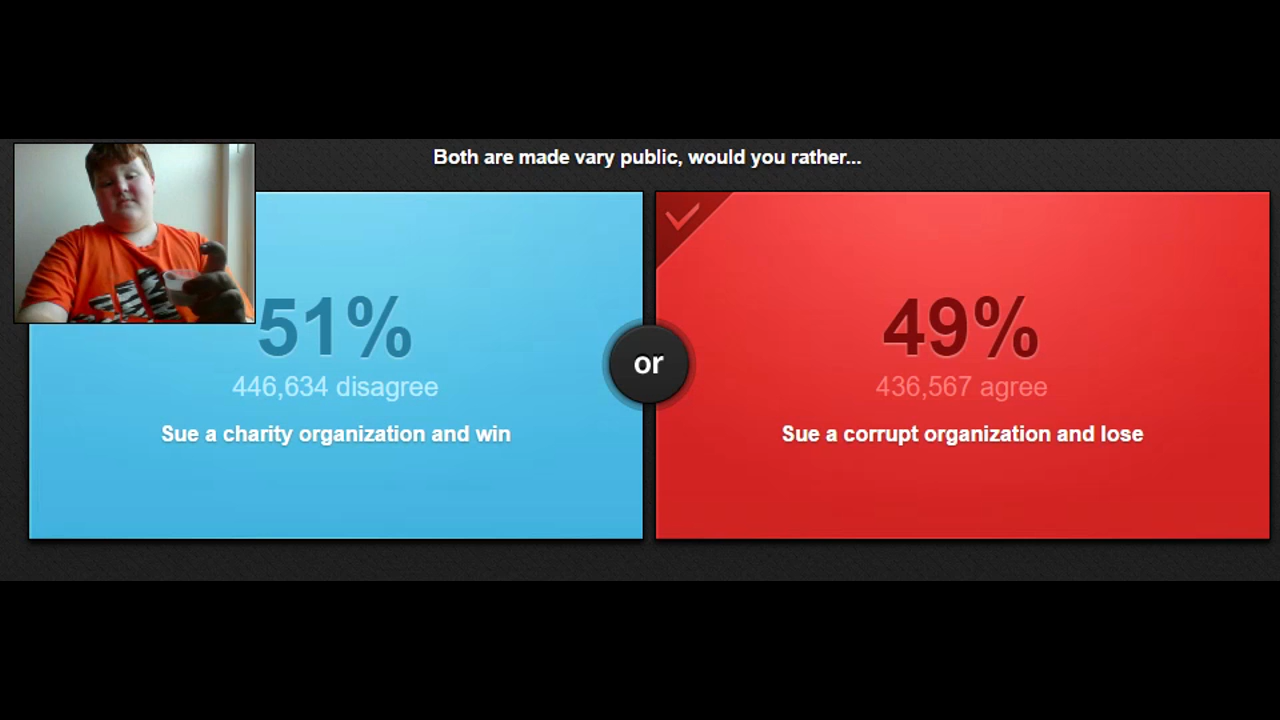 Both are made vary public, would you rather...
51%
446,634 disagree
Sue a charity organization and win
or
49%
436,567 agree
Sue a corrupt organization and lose